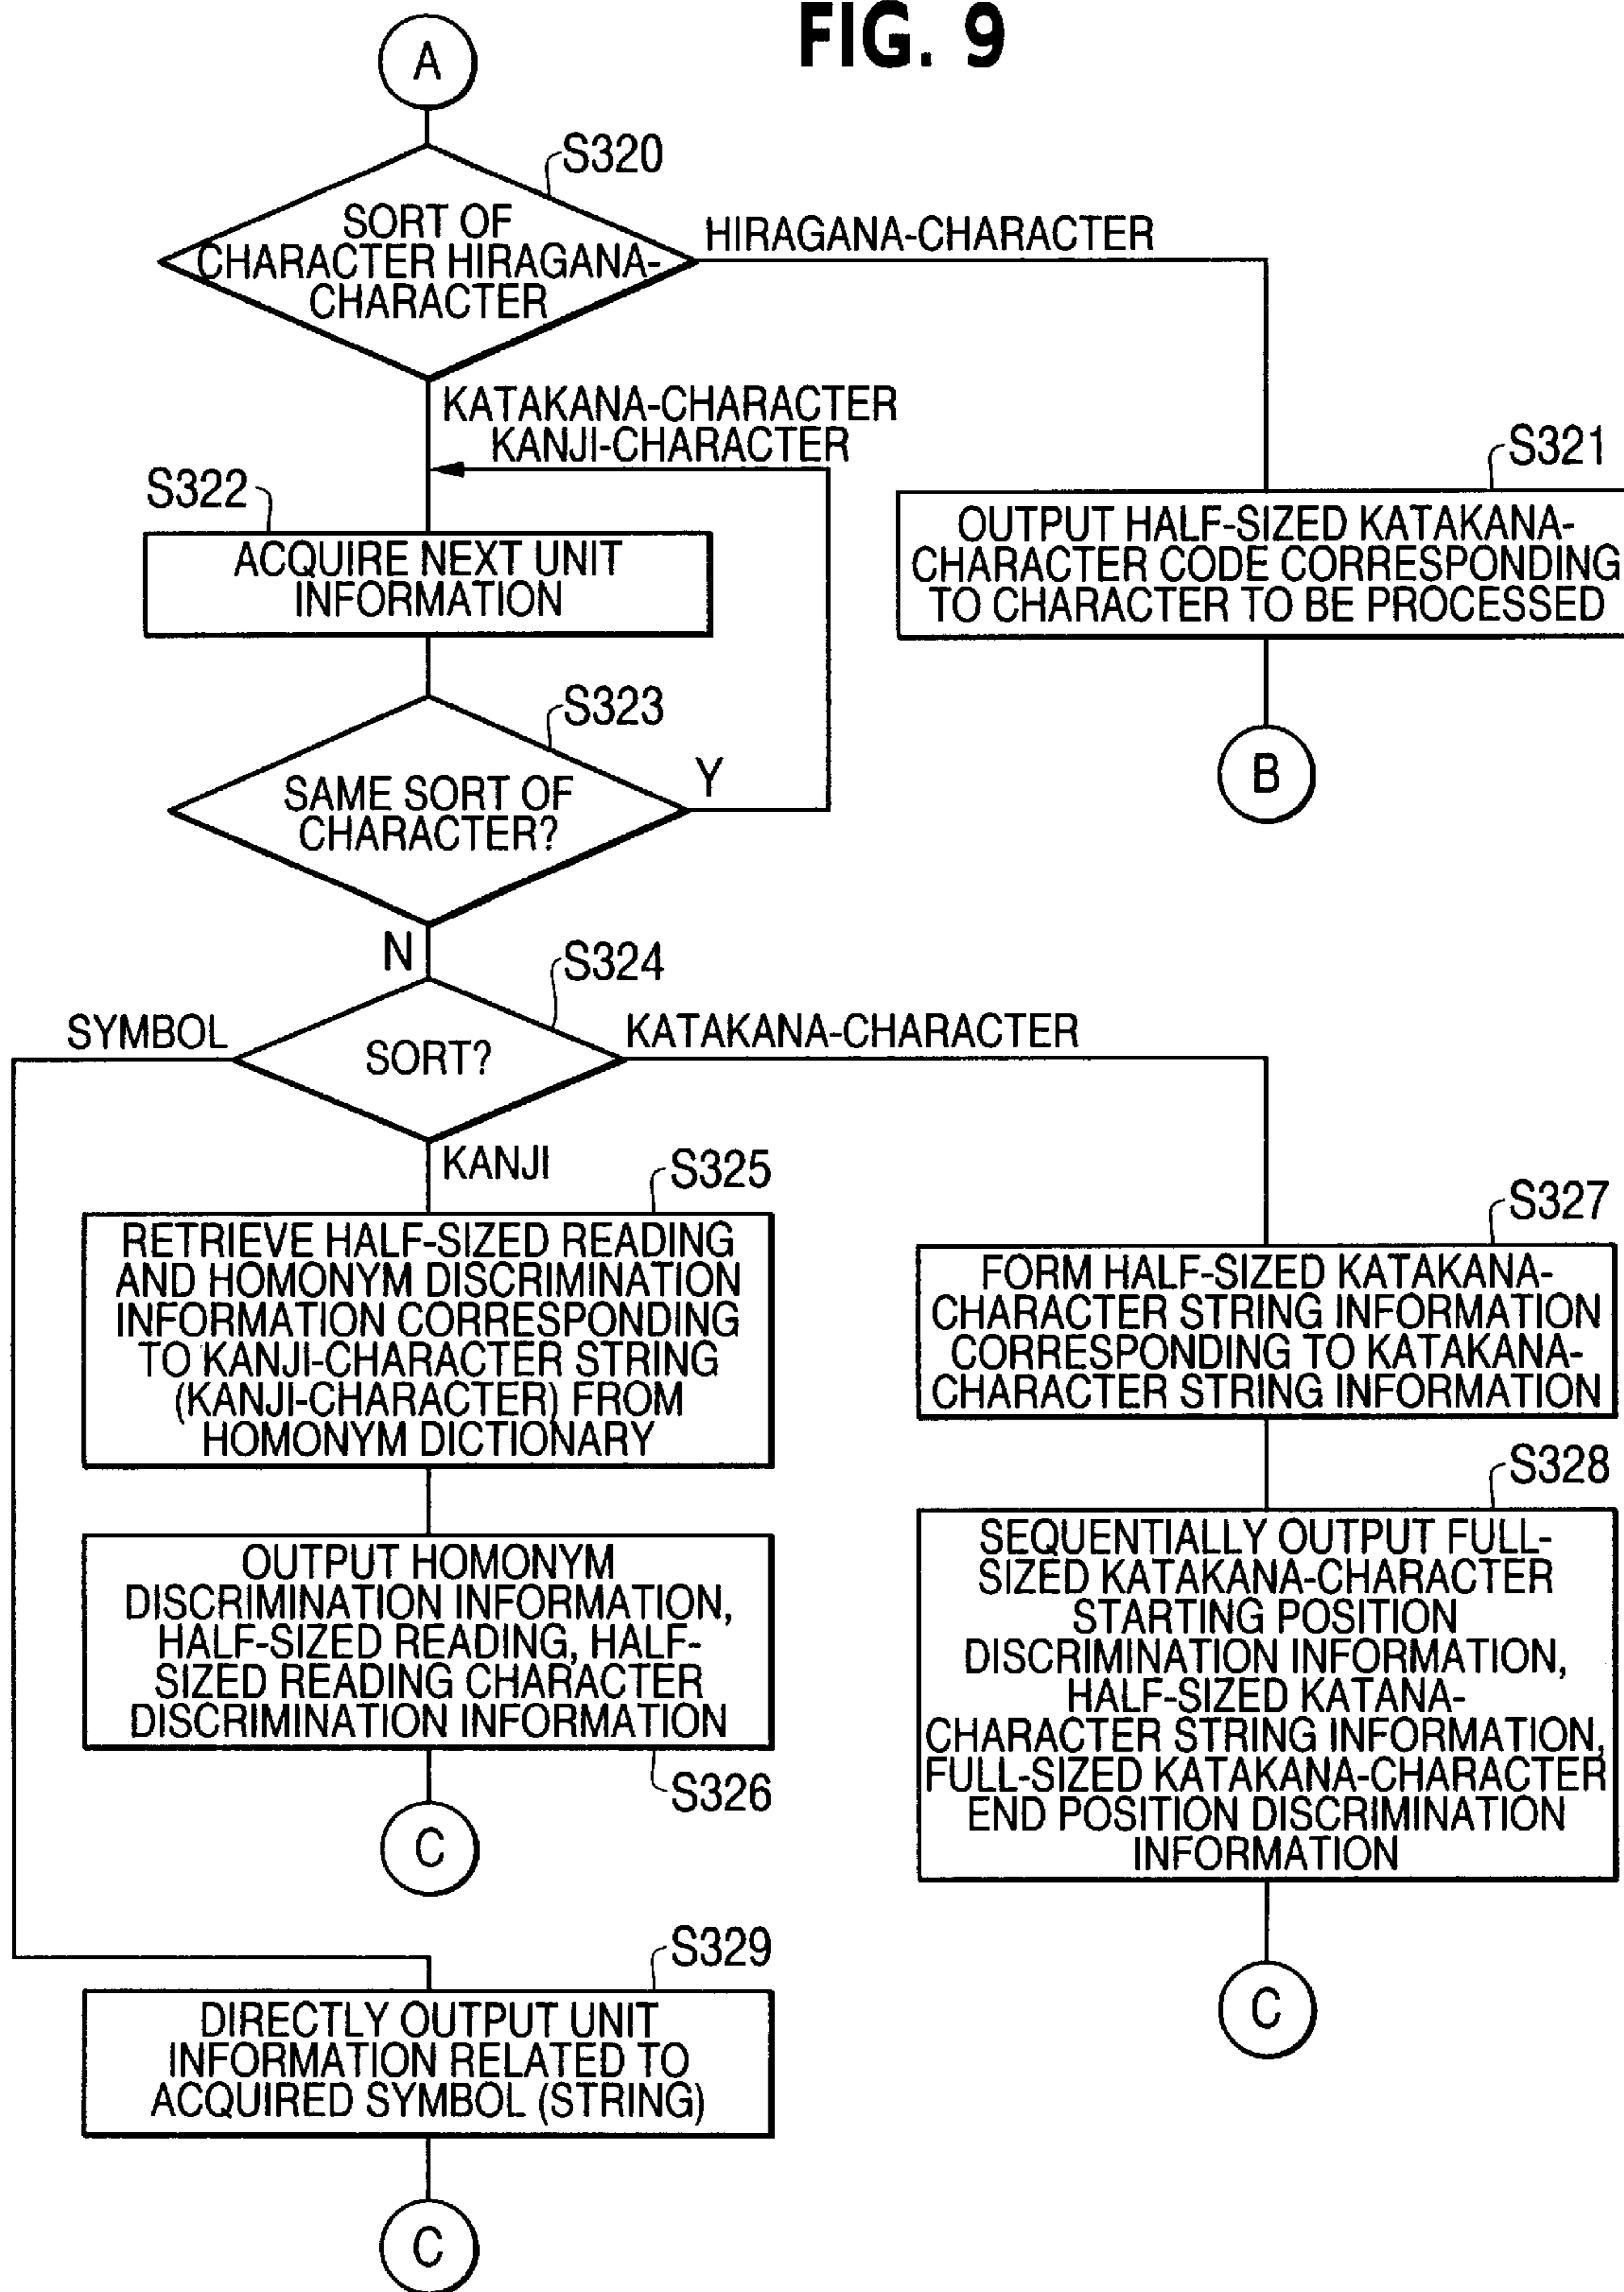 FIG. 9
A
S320
SORT OF
CHARACTER HIRAGANA-
CHARACTER
HIRAGANA-CHARACTER
KATAKANA-CHARACTER
KANJI-CHARACTER
S321
OUTPUT HALF-SIZED KATAKANA-
CHARACTER CODE CORRESPONDING
TO CHARACTER TO BE PROCESSED
B
S322
ACQUIRE NEXT UNIT
INFORMATION
S323
SAME SORT OF
CHARACTER?
Y
N
S324
SORT?
SYMBOL
KATAKANA-CHARACTER
KANJI
S325
RETRIEVE HALF-SIZED READING
AND HOMONYM DISCRIMINATION
INFORMATION CORRESPONDING
TO KANJI-CHARACTER STRING
(KANJI-CHARACTER) FROM
HOMONYM DICTIONARY
OUTPUT HOMONYM
DISCRIMINATION INFORMATION,
HALF-SIZED READING, HALF-
SIZED READING CHARACTER
DISCRIMINATION INFORMATION
S326
C
S327
FORM HALF-SIZED KATAKANA-
CHARACTER STRING INFORMATION
CORRESPONDING TO KATAKANA-
CHARACTER STRING INFORMATION
S328
SEQUENTIALLY OUTPUT FULL-
SIZED KATAKANA-CHARACTER
STARTING POSITION
DISCRIMINATION INFORMATION,
HALF-SIZED KATANA-
CHARACTER STRING INFORMATION,
FULL-SIZED KATAKANA-CHARACTER
END POSITION DISCRIMINATION
INFORMATION
C
S329
DIRECTLY OUTPUT UNIT
INFORMATION RELATED TO
ACQUIRED SYMBOL (STRING)
C